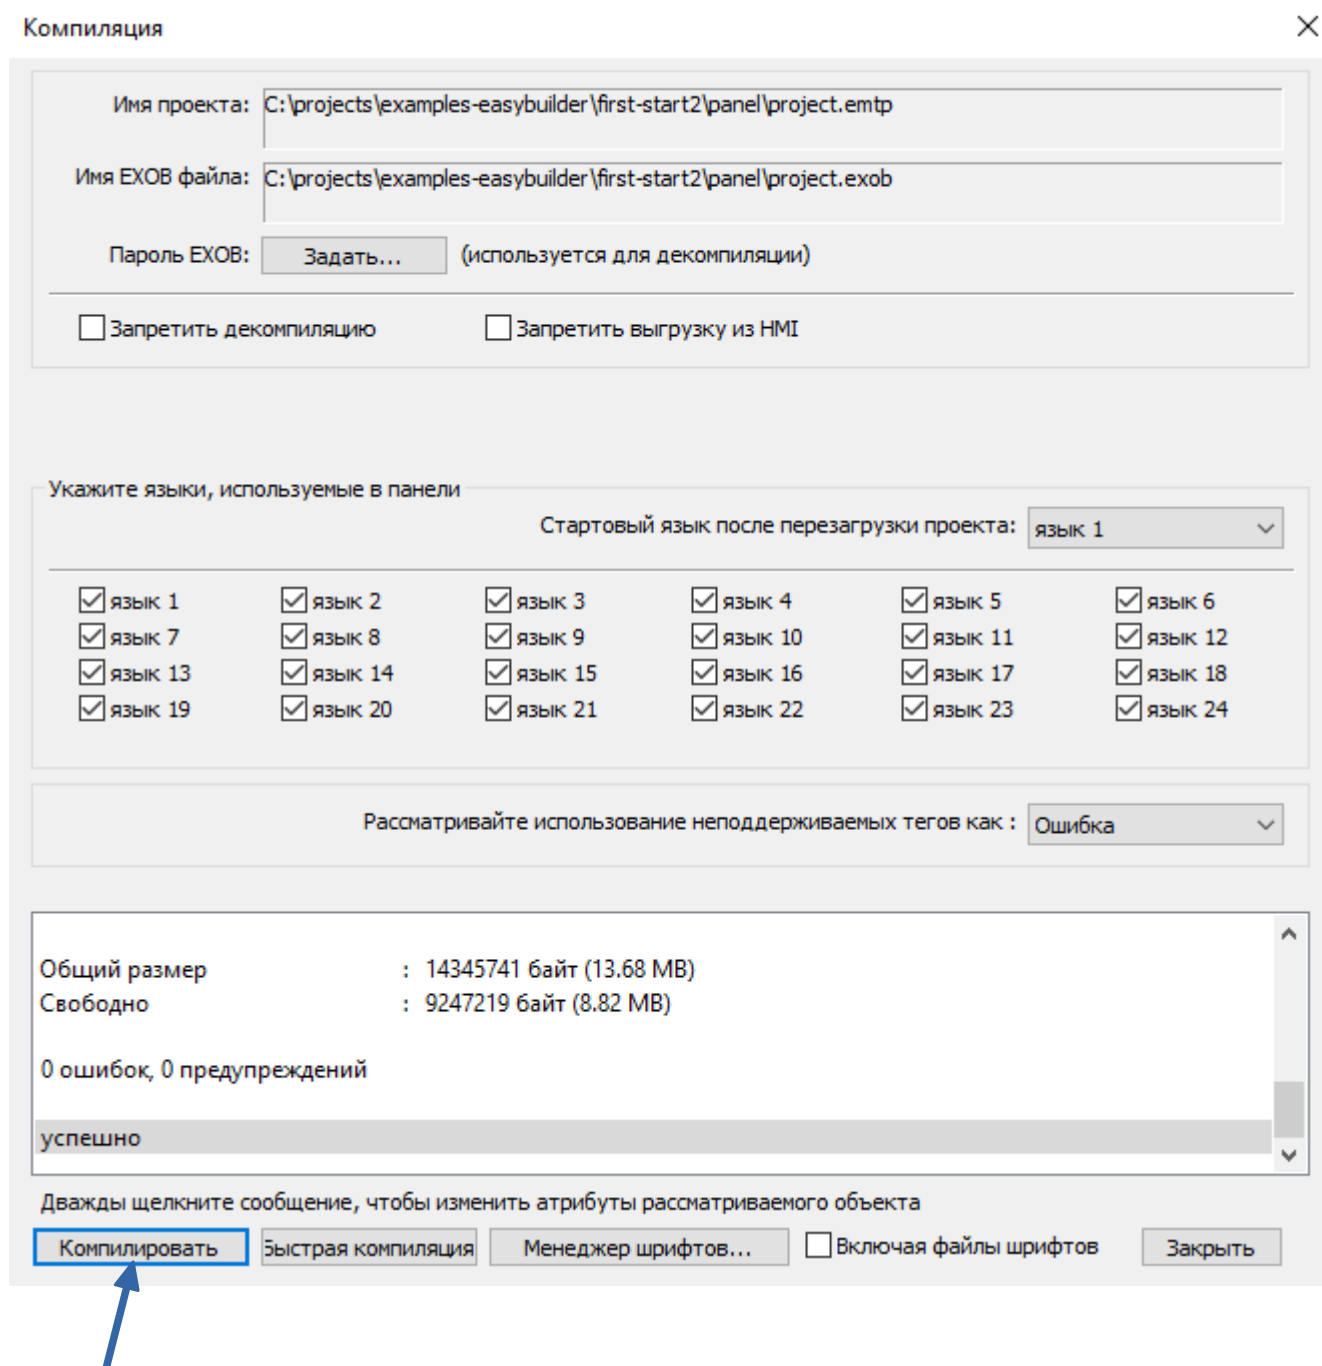 Компиляция
Имя проекта: C:\projects\examples-easybuilder\first-start2\panel\project.emtp
Имя EXOB файла: C:\projects\examples-easybuilder\first-start2\panel\project.exob
Пароль EXOB: Задать... (используется для декомпиляции)
Запретить декомпиляцию Запретить выгрузку из HMI
Укажите языки, используемые в панели
Стартовый язык после перезагрузки проекта: язык 1
язык 1 язык 2 язык 3 язык 4 язык 5 язык 6
язык 7 язык 8 язык 9 язык 10 язык 11 язык 12
язык 13 язык 14 язык 15 язык 16 язык 17 язык 18
язык 19 язык 20 язык 21 язык 22 язык 23 язык 24
Рассматривайте использование неподдерживаемых тегов как : Ошибка
Общий размер : 14345741 байт (13.68 MB)
Свободно : 9247219 байт (8.82 MB)
0 ошибок, 0 предупреждений
успешно
Дважды щелкните сообщение, чтобы изменить атрибуты рассматриваемого объекта
Компилировать Быстрая компиляция Менеджер шрифтов... Включая файлы шрифтов Закрыть